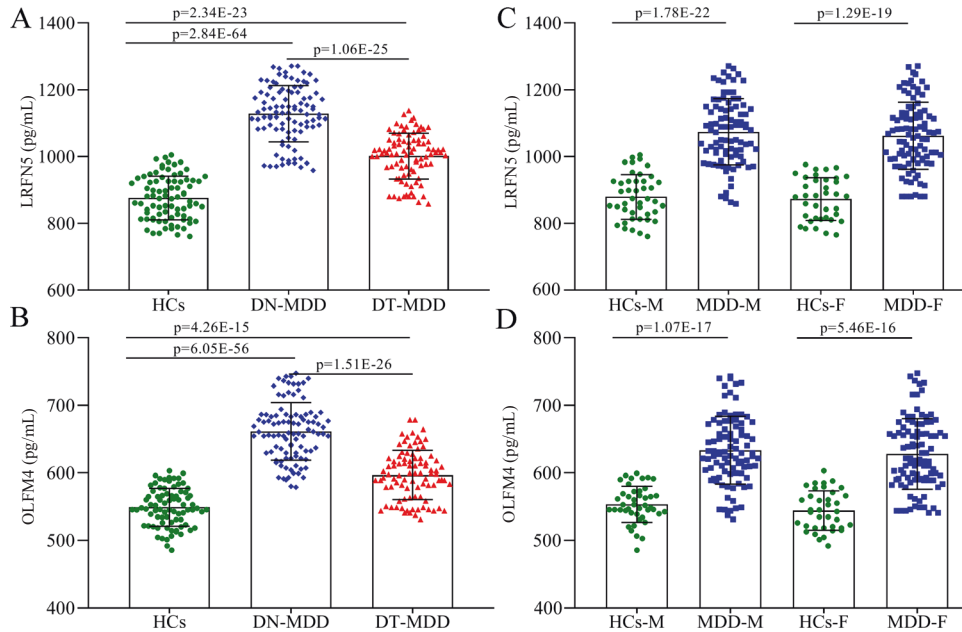 A
p=2.34E-23
p=2.84E-64
p=1.06E-25
LRFN5 (pg/mL)
1400
1200
1000
800
600
HCs DN-MDD DT-MDD
C
p=1.78E-22 p=1.29E-19
LRFN5 (pg/mL)
1400
1200
1000
800
600
HCs-M MDD-M HCs-F MDD-F
B
p=4.26E-15
p=6.05E-56
p=1.51E-26
OLFM4 (pg/mL)
800
700
600
500
400
HCs DN-MDD DT-MDD
D
p=1.07E-17 p=5.46E-16
OLFM4 (pg/mL)
800
700
600
500
400
HCs-M MDD-M HCs-F MDD-F